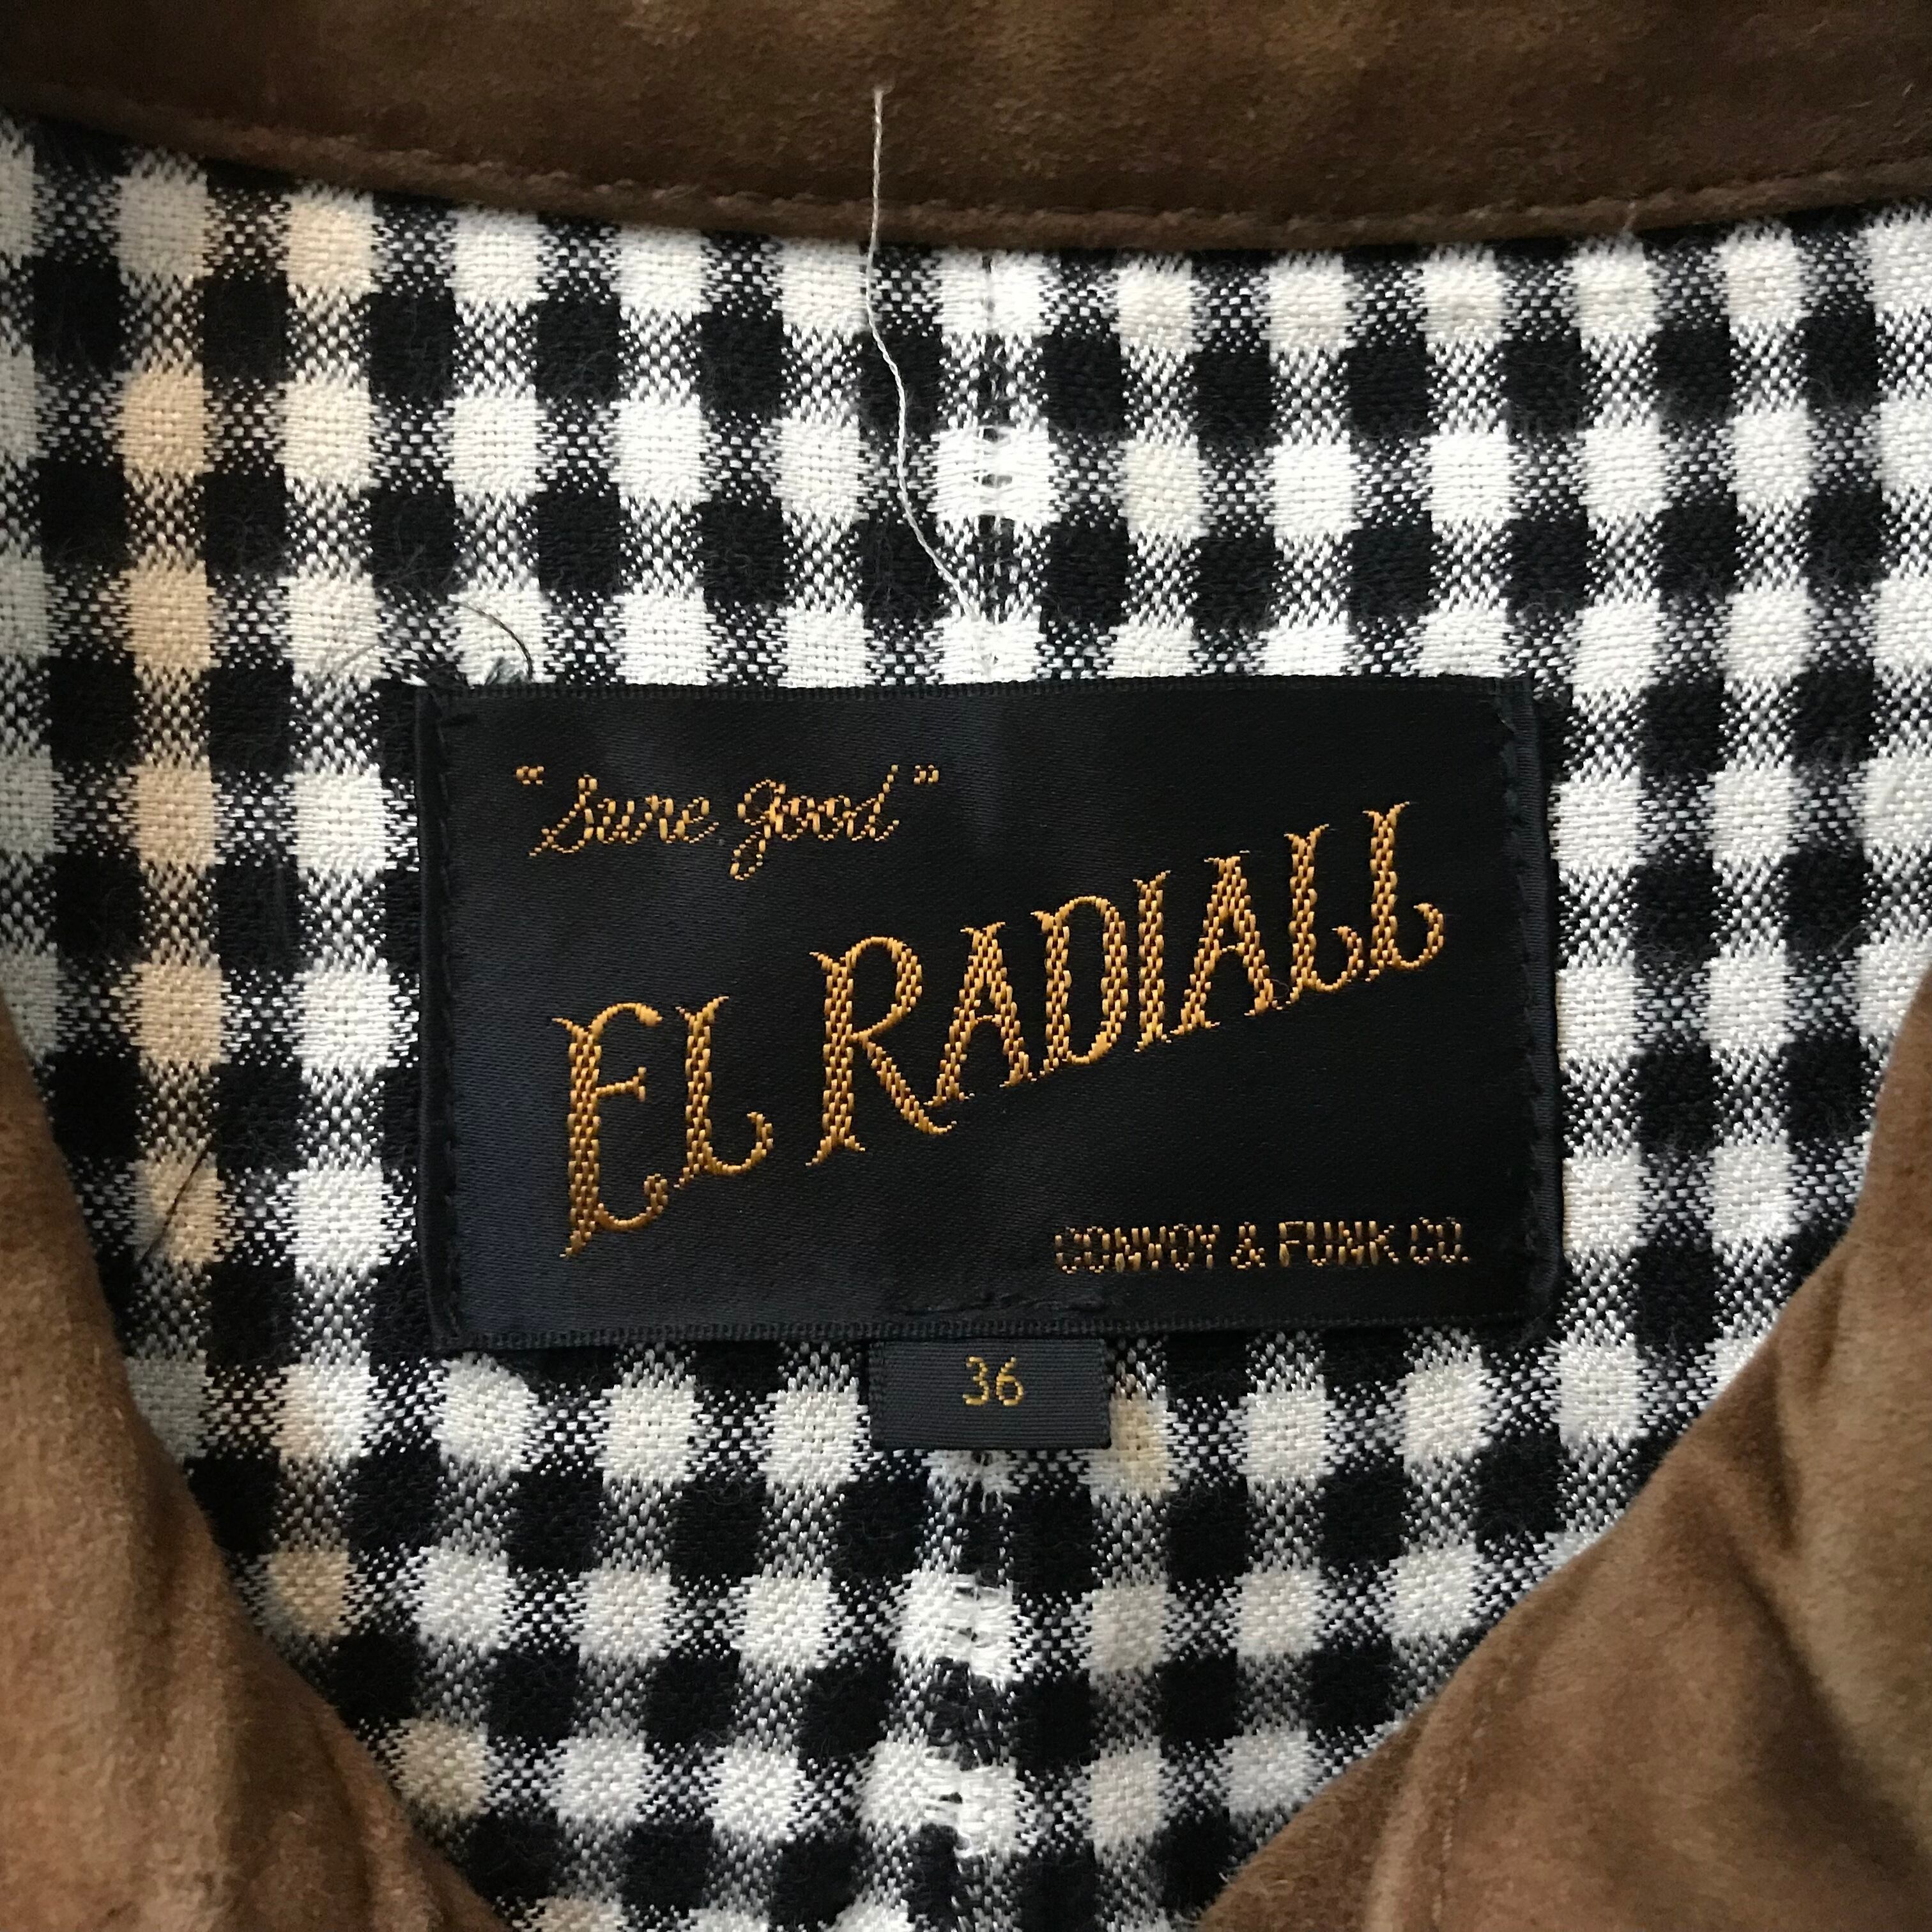 "Sure good"
EL RADIALL
CONVOY & FUNK CO.
36